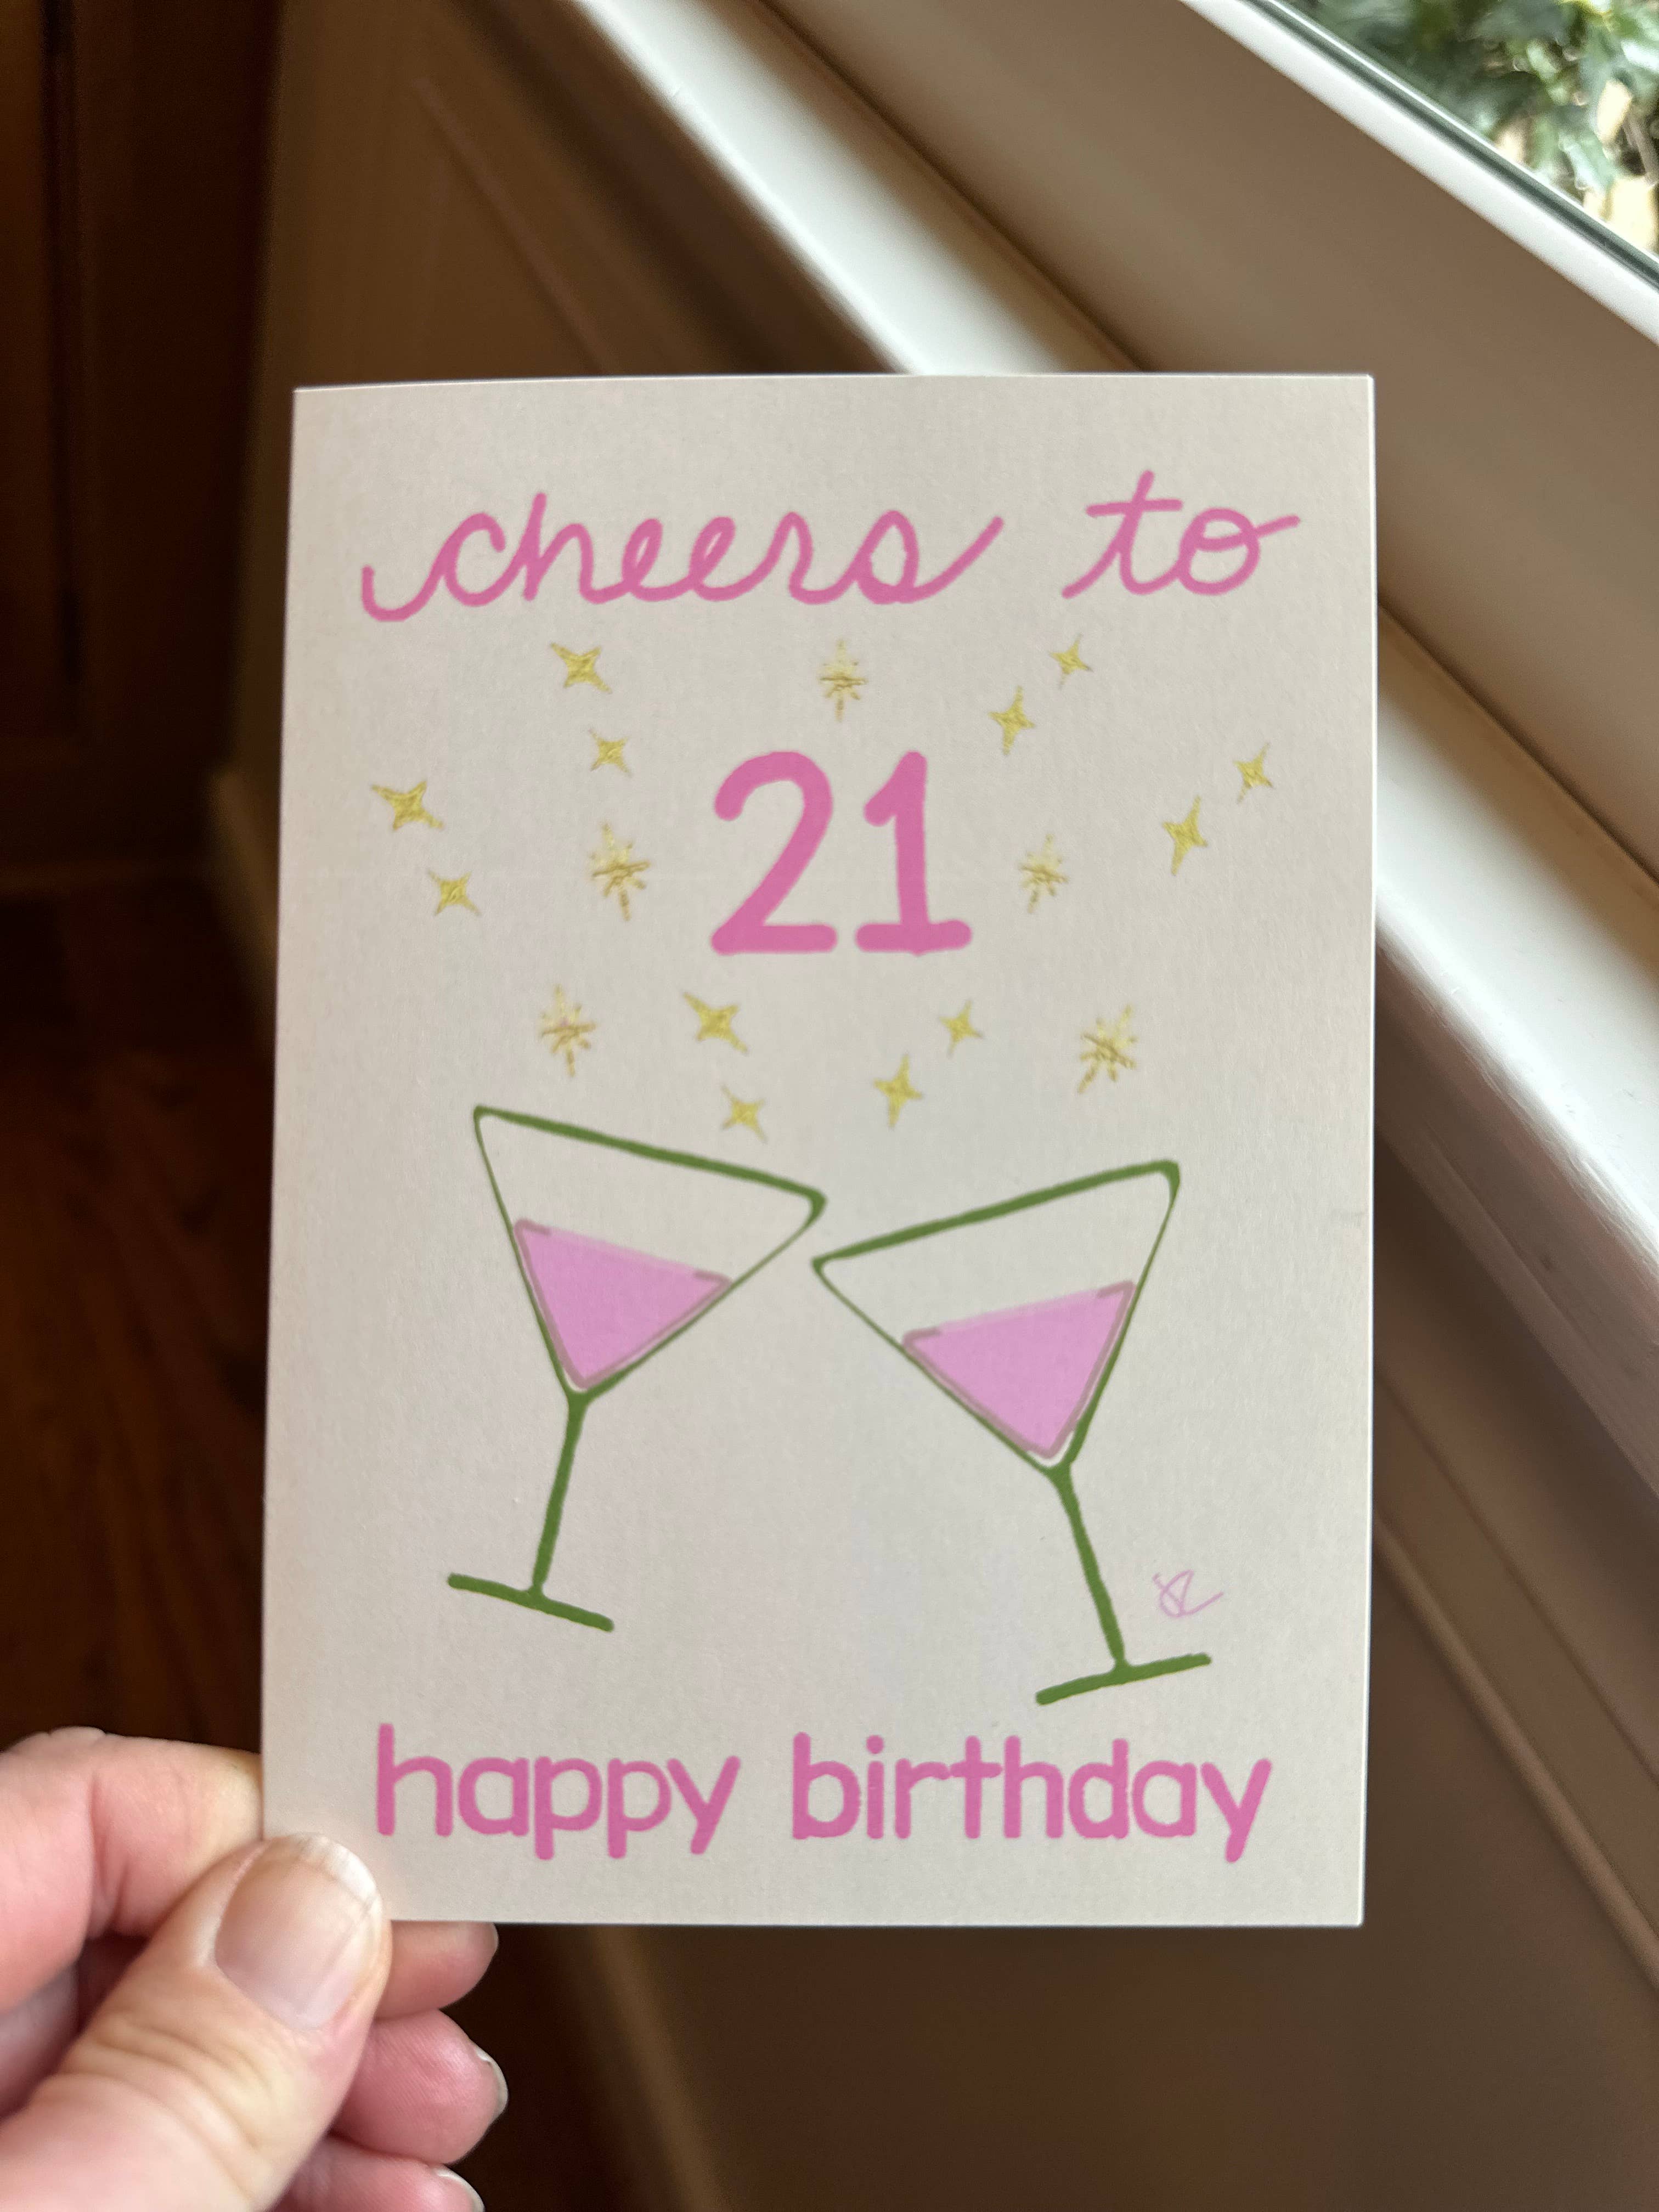 cheers to
21
happy birthday